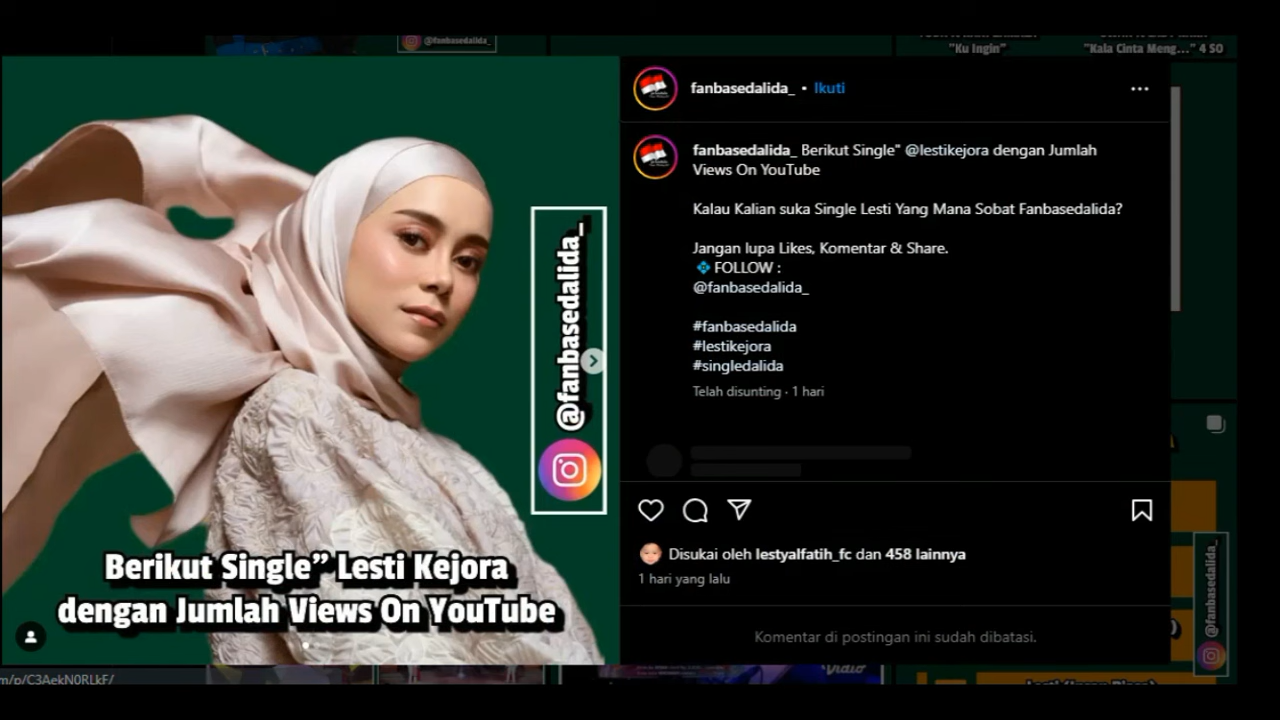 @fanbasedalida_
"Ku Ingin"
"Kala Cinta Meng..." 4 SO
fanbasedalida_ • Ikuti
fanbasedalida_ Berikut Single" @lestikejora dengan Jumlah
Views On YouTube
Kalau Kalian suka Single Lesti Yang Mana Sobat Fanbasedalida?
Jangan lupa Likes, Komentar & Share.
💠 FOLLOW :
@fanbasedalida_
#fanbasedalida
#lestikejora
#singledalida
Telah disunting · 1 hari
@fanbasedalida_
Berikut Single” Lesti Kejora
dengan Jumlah Views On YouTube
Disukai oleh lestyalfatih_fc dan 458 lainnya
1 hari yang lalu
Komentar di postingan ini sudah dibatasi.
@fanbasedalida_
Vidio
m/p/C3AekN0RLkF/